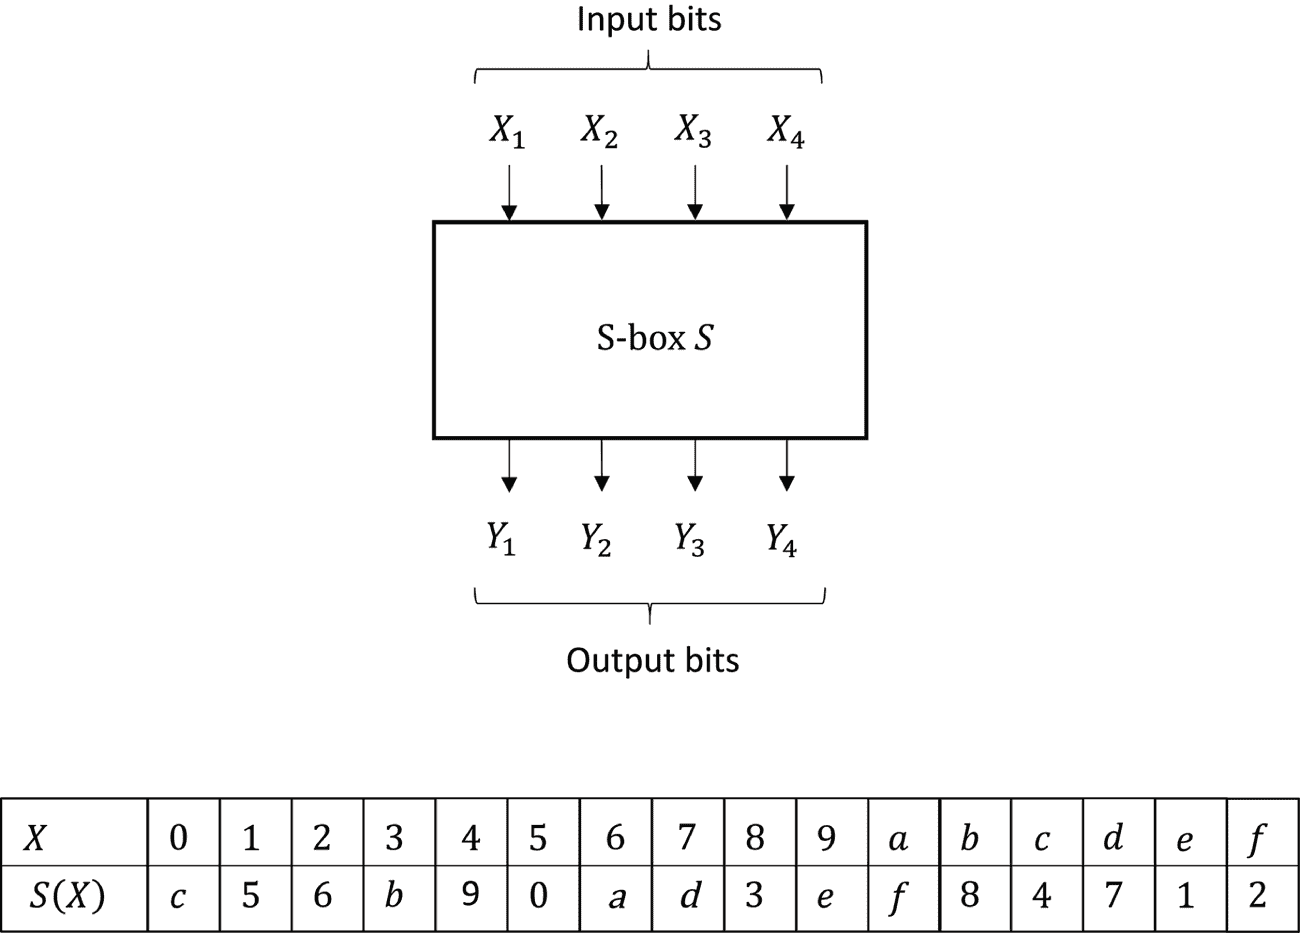 Input bits
X₁ X₂ X₃ X₄
S-box S
Y₁ Y₂ Y₃ Y₄
Output bits
X 0 1 2 3 4 5 6 7 8 9 a b c d e f
S(X) c 5 6 b 9 0 a d 3 e f 8 4 7 1 2